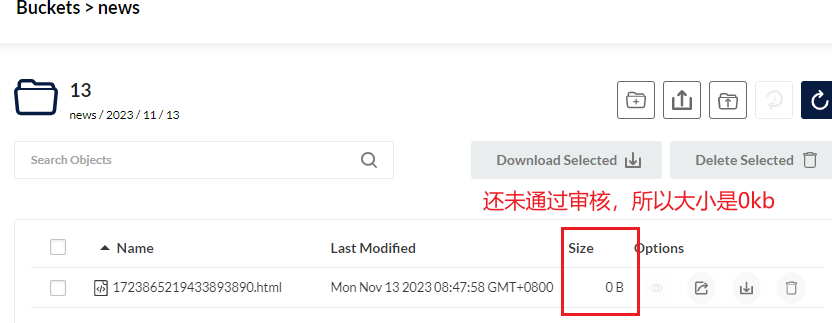 Buckets > news
13
news / 2023 / 11 / 13
Search Objects
Download Selected
Delete Selected
还未通过审核，所以大小是0kb
Name Last Modified Size Options
1723865219433893890.html Mon Nov 13 2023 08:47:58 GMT+0800 0 B